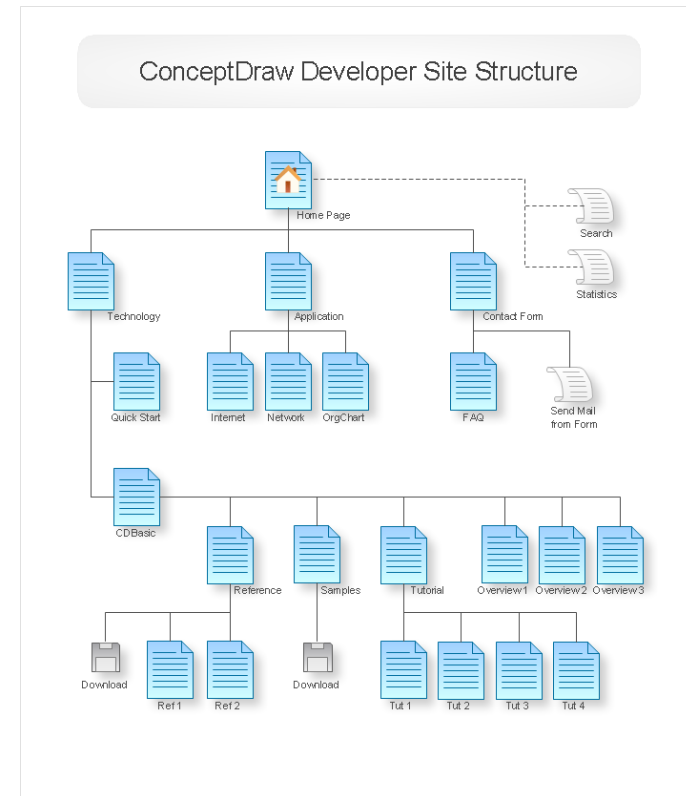 ConceptDraw Developer Site Structure
Home Page
Search
Statistics
Technology
Application
Contact Form
Quick Start
Internet
Network
OrgChart
FAQ
Send Mail
from Form
CDBasic
Reference
Samples
Tutorial
Overview1
Overview2
Overview3
Download
Ref 1
Ref 2
Download
Tut 1
Tut 2
Tut 3
Tut 4